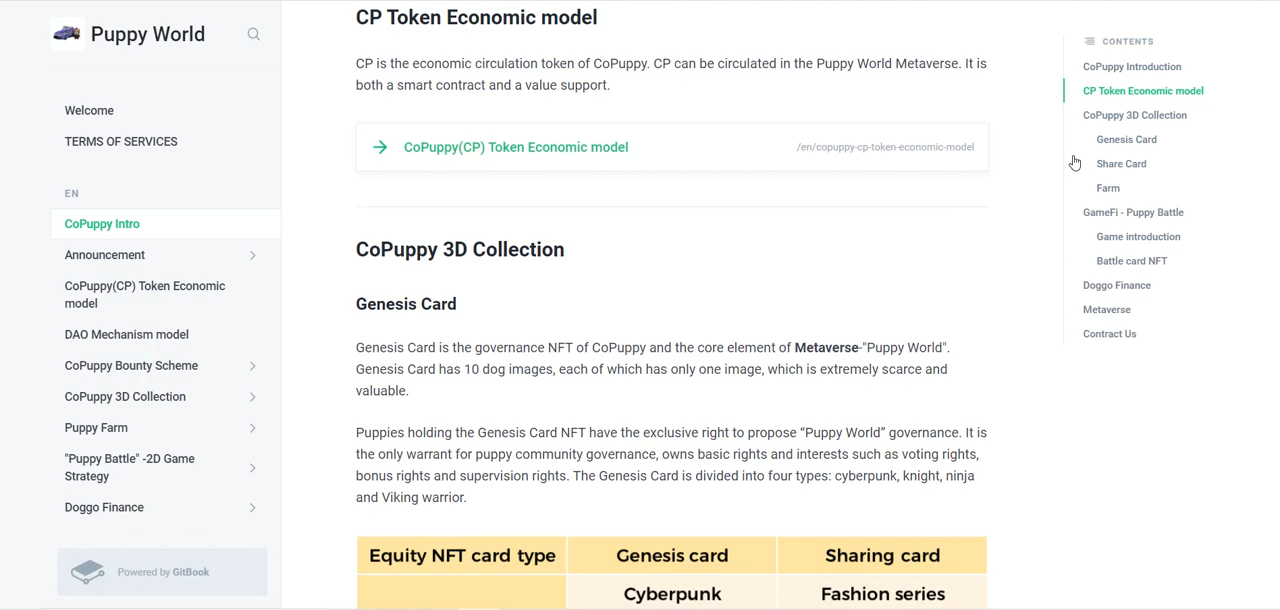 Puppy World
Welcome
TERMS OF SERVICES
EN
CoPuppy Intro
Announcement
CoPuppy(CP) Token Economic
model
DAO Mechanism model
CoPuppy Bounty Scheme
CoPuppy 3D Collection
Puppy Farm
"Puppy Battle" -2D Game
Strategy
Doggo Finance
Powered by GitBook
CP Token Economic model
CP is the economic circulation token of CoPuppy. CP can be circulated in the Puppy World Metaverse. It is
both a smart contract and a value support.
CoPuppy(CP) Token Economic model
/en/copuppy-cp-token-economic-model
CoPuppy 3D Collection
Genesis Card
Genesis Card is the governance NFT of CoPuppy and the core element of Metaverse-"Puppy World".
Genesis Card has 10 dog images, each of which has only one image, which is extremely scarce and
valuable.
Puppies holding the Genesis Card NFT have the exclusive right to propose “Puppy World” governance. It is
the only warrant for puppy community governance, owns basic rights and interests such as voting rights,
bonus rights and supervision rights. The Genesis Card is divided into four types: cyberpunk, knight, ninja
and Viking warrior.
Equity NFT card type Genesis card Sharing card
Cyberpunk Fashion series
CONTENTS
CoPuppy Introduction
CP Token Economic model
CoPuppy 3D Collection
Genesis Card
Share Card
Farm
GameFi - Puppy Battle
Game introduction
Battle card NFT
Doggo Finance
Metaverse
Contract Us